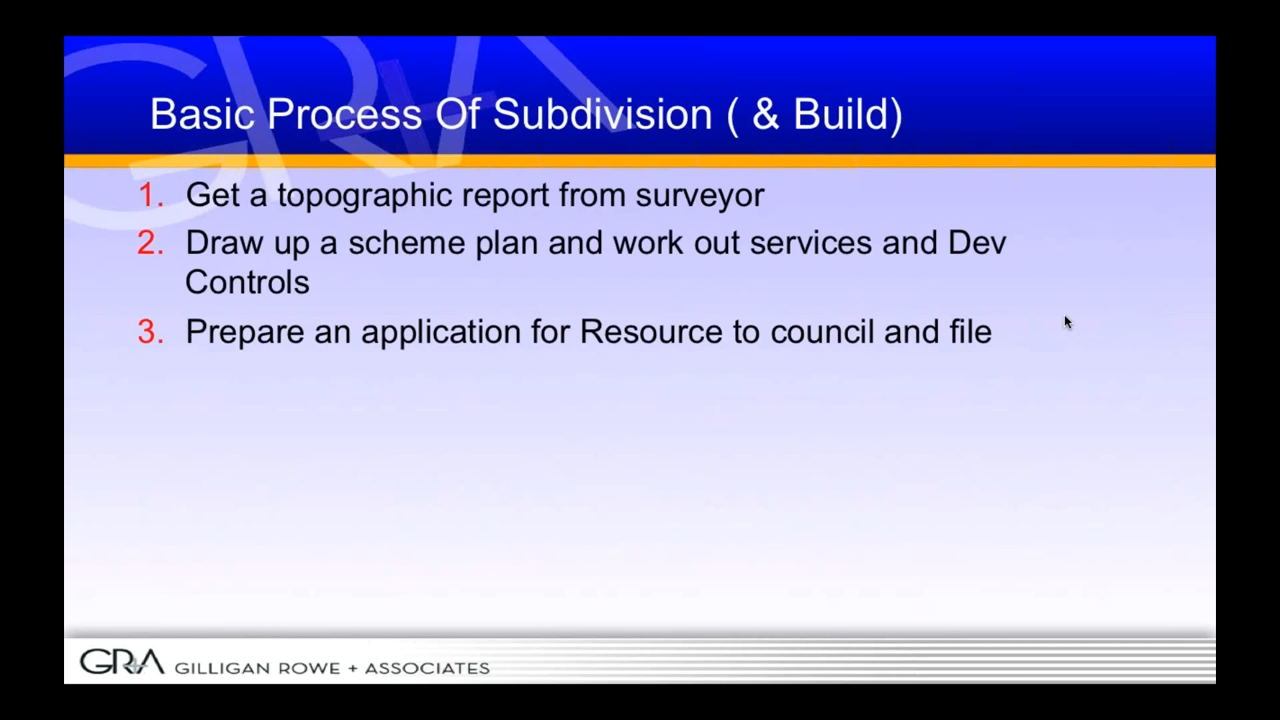 Basic Process Of Subdivision ( & Build)
1. Get a topographic report from surveyor
2. Draw up a scheme plan and work out services and Dev
Controls
3. Prepare an application for Resource to council and file
GRA GILLIGAN ROWE + ASSOCIATES